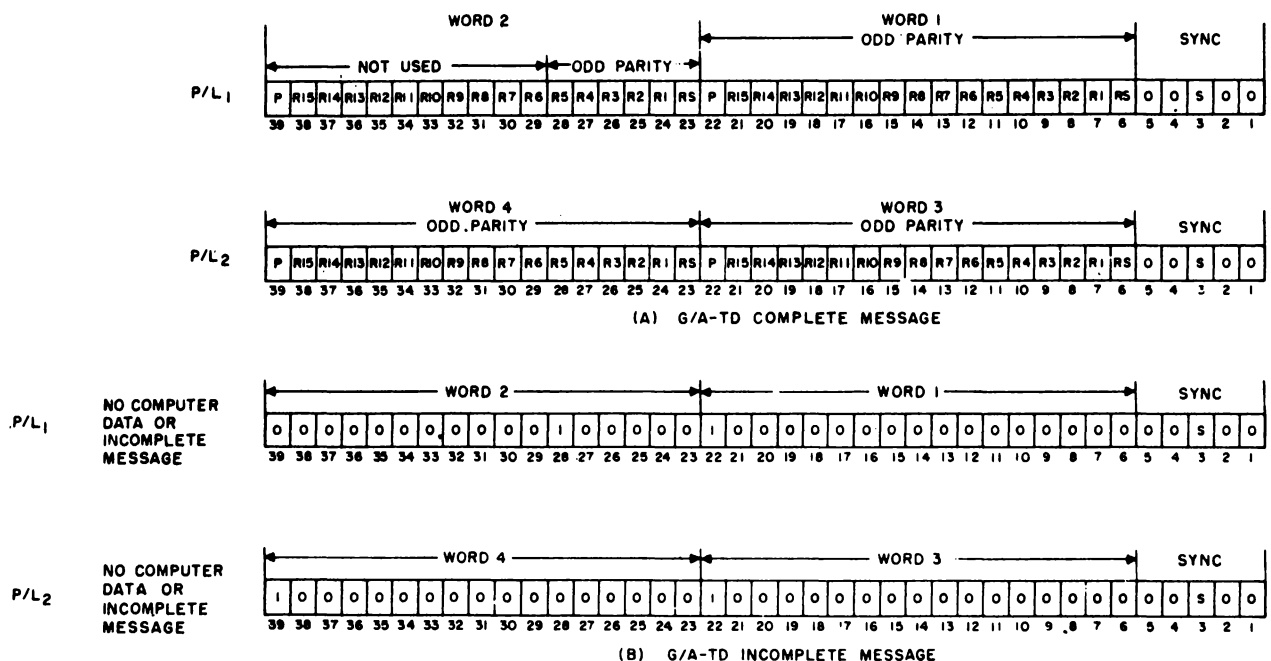 WORD 2 WORD 1
ODD PARITY SYNC
NOT USED ODD PARITY
P/L1 P R15 R14 R13 R12 R11 R10 R9 R8 R7 R6 R5 R4 R3 R2 R1 RS P R15 R14 R13 R12 R11 R10 R9 R8 R7 R6 R5 R4 R3 R2 R1 RS O O S O O
39 38 37 36 35 34 33 32 31 30 29 28 27 26 25 24 23 22 21 20 19 18 17 16 15 14 13 12 11 10 9 8 7 6 5 4 3 2 1
WORD 4 WORD 3
ODD PARITY ODD PARITY SYNC
P/L2 P R15 R14 R13 R12 R11 R10 R9 R8 R7 R6 R5 R4 R3 R2 R1 RS P R15 R14 R13 R12 R11 R10 R9 R8 R7 R6 R5 R4 R3 R2 R1 RS O O S O O
39 38 37 36 35 34 33 32 31 30 29 28 27 26 25 24 23 22 21 20 19 18 17 16 15 14 13 12 11 10 9 8 7 6 5 4 3 2 1
(A) G/A-TD COMPLETE MESSAGE
WORD 2 WORD 1 SYNC
P/L1 NO COMPUTER
DATA OR
INCOMPLETE
MESSAGE
0 0 0 0 0 0 0 0 0 0 0 1 0 0 0 0 0 1 0 0 0 0 0 0 0 0 0 0 0 0 0 0 0 0 0 0 S 0 0
39 38 37 36 35 34 33 32 31 30 29 28 27 26 25 24 23 22 21 20 19 18 17 16 15 14 13 12 11 10 9 8 7 6 5 4 3 2 1
WORD 4 WORD 3 SYNC
P/L2 NO COMPUTER
DATA OR
INCOMPLETE
MESSAGE
1 0 0 0 0 0 0 0 0 0 0 0 0 0 0 0 0 1 0 0 0 0 0 0 0 0 0 0 0 0 0 0 0 0 0 0 S 0 0
39 38 37 36 35 34 33 32 31 30 29 28 27 26 25 24 23 22 21 20 19 18 17 16 15 14 13 12 11 10 9 8 7 6 5 4 3 2 1
(B) G/A-TD INCOMPLETE MESSAGE